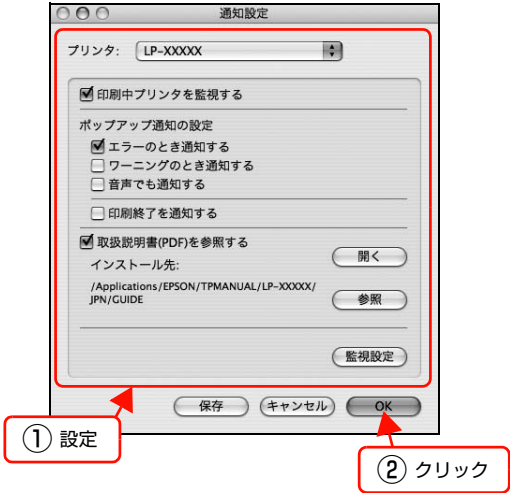 通知設定
プリンタ: LP-XXXXX
印刷中プリンタを監視する
ポップアップ通知の設定
エラーのとき通知する
ワーニングのとき通知する
音声でも通知する
印刷終了を通知する
取扱説明書(PDF)を参照する
開く
インストール先:
/Applications/EPSON/TPMANUAL/LP-XXXXX/
JPN/GUIDE
参照
監視設定
保存 キャンセル OK
① 設定
② クリック